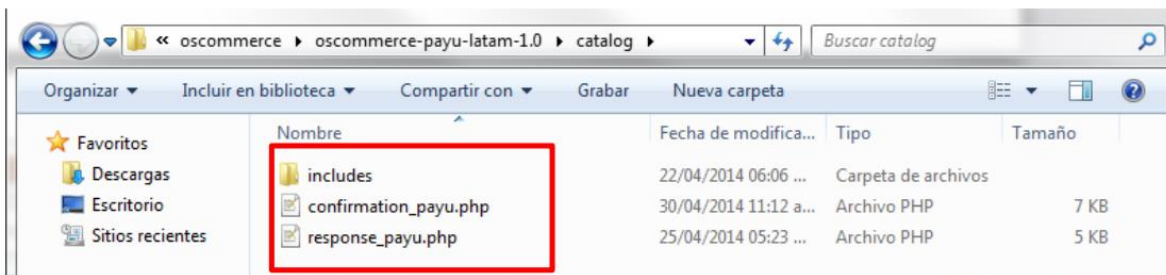 « oscommerce oscommerce-payu-latam-1.0 catalog Buscar catalog
Organizar Incluir en biblioteca Compartir con Grabar Nueva carpeta
Favoritos
Descargas
Escritorio
Sitios recientes
Nombre Fecha de modifica... Tipo Tamaño
includes 22/04/2014 06:06 ... Carpeta de archivos
confirmation_payu.php 30/04/2014 11:12 a... Archivo PHP 7 KB
response_payu.php 25/04/2014 05:23 ... Archivo PHP 5 KB